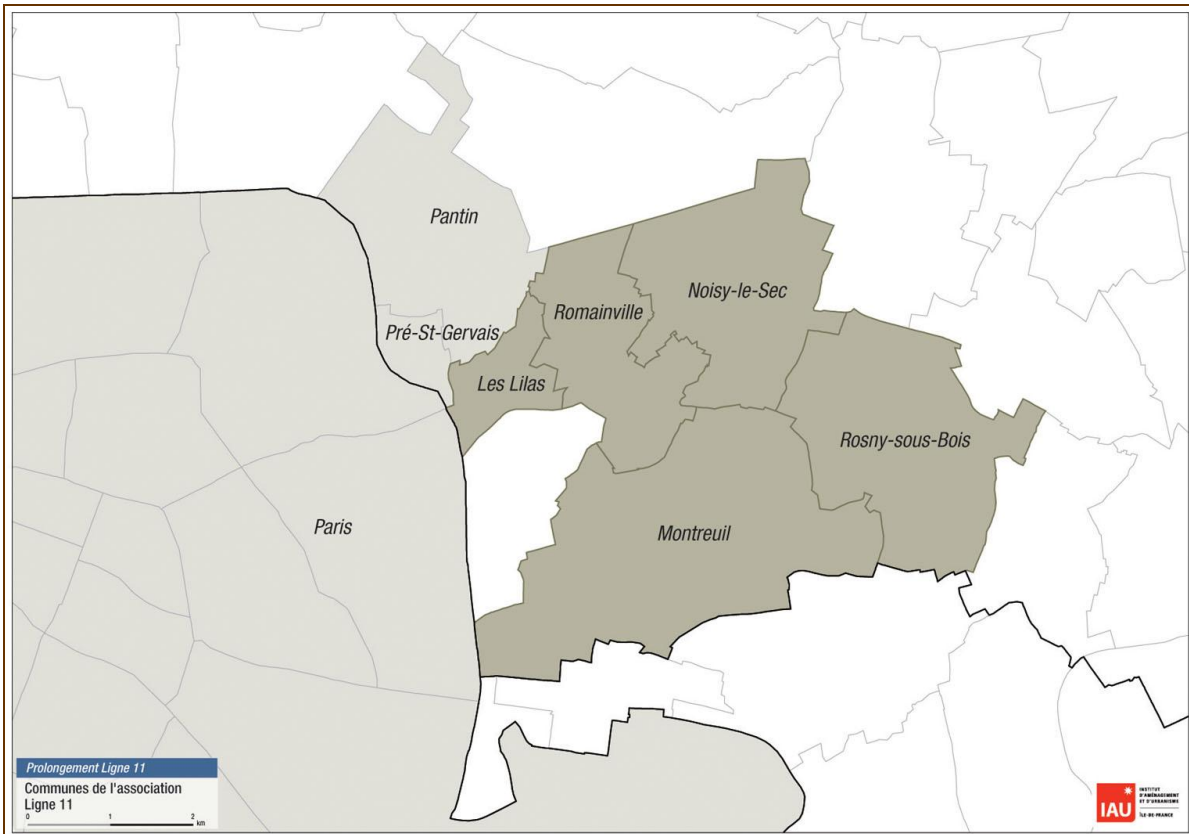 Pantin
Noisy-le-Sec
Romainville
Pré-St-Gervais
Les Lilas
Rosny-sous-Bois
Paris
Montreuil
Prolongement Ligne 11
Communes de l'association
Ligne 11
0 1 2
km
IAU
INSTITUT
D'AMÉNAGEMENT
ET D'URBANISME
ÎLE-DE-FRANCE